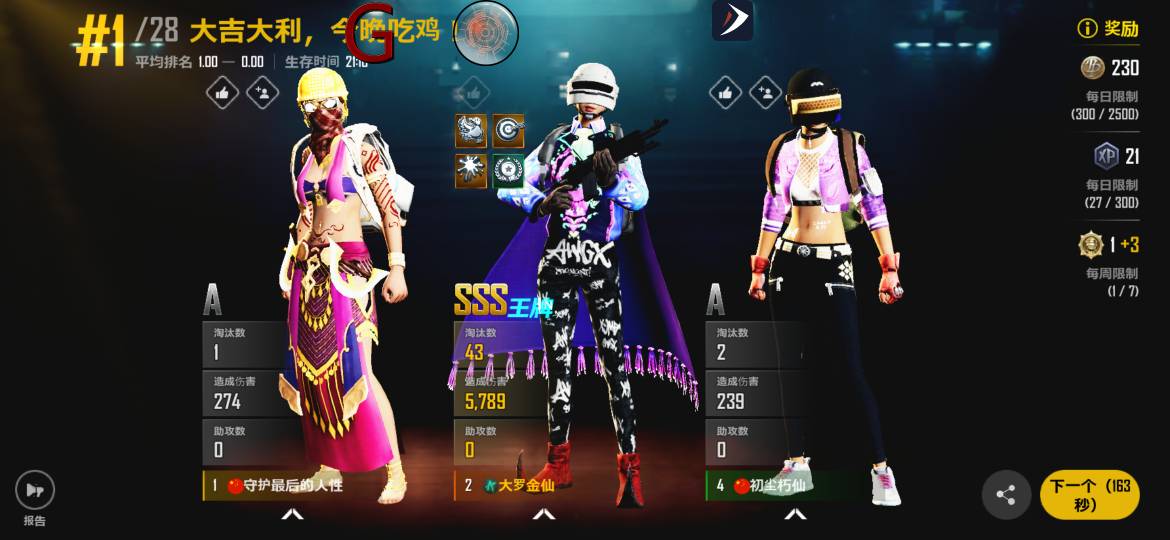 #1 /28 大吉大利，今晚吃鸡！
G
平均排名 1.00 — 0.00 生存时间 21:
奖励
230
每日限制
(300 / 2500)
XP 21
每日限制
(27 / 300)
1 +3
每周限制
(1 / 7)
A
淘汰数
1
造成伤害
274
助攻数
0
1 守护最后的人性
SSS王牌
淘汰数
43
造成伤害
5,789
助攻数
0
2 大罗金仙
AWGX
A
淘汰数
2
造成伤害
239
助攻数
0
4 初尘朽仙
报告
下一个（163
秒）